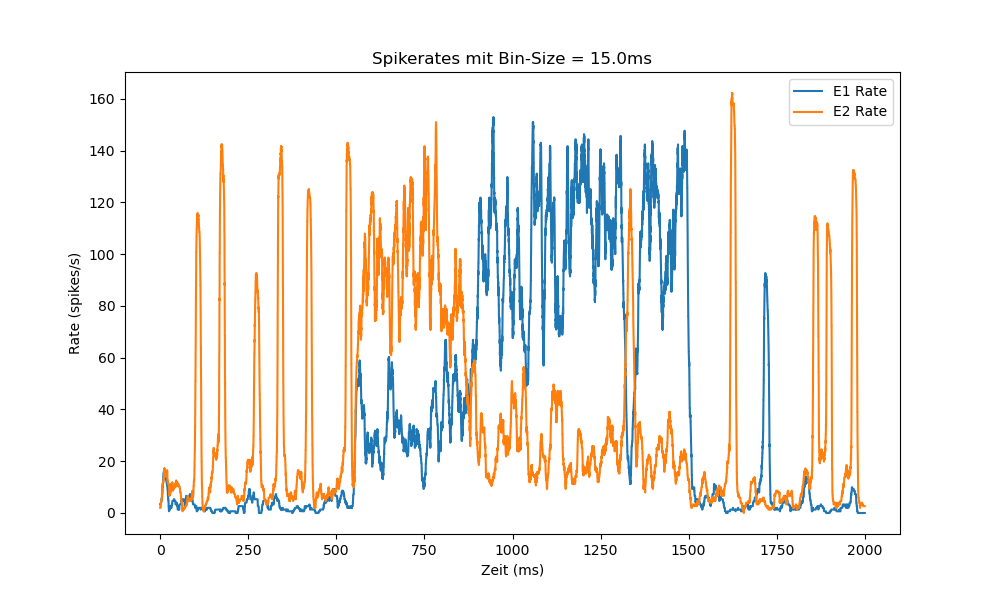 Spikerates mit Bin-Size = 15.0ms
E1 Rate
E2 Rate
Rate (spikes/s)
160
140
120
100
80
60
40
20
0
0 250 500 750 1000 1250 1500 1750 2000
Zeit (ms)